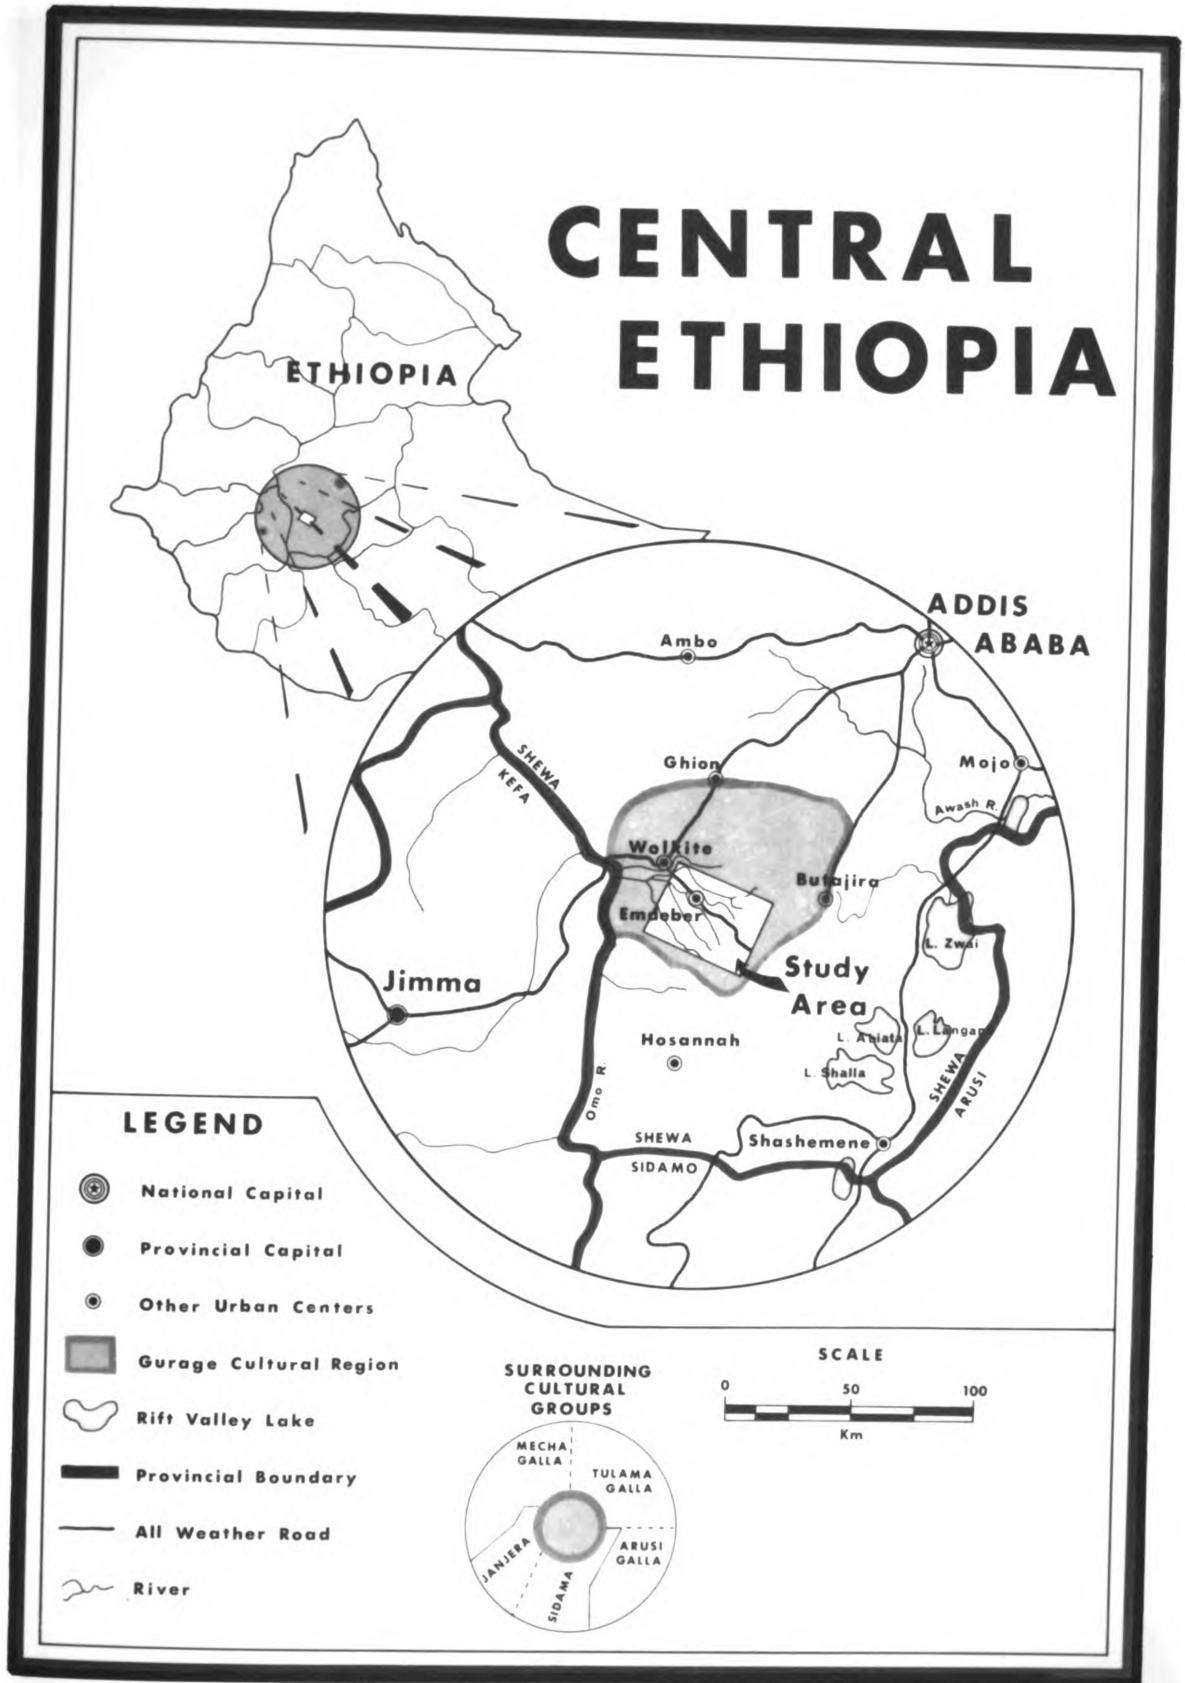 CENTRAL
ETHIOPIA
ETHIOPIA
ADDIS
ABABA
Ambo
SHEWA
KEFA
Ghion
Mojo
Awash R.
Wolkite
Butajira
Emdeber
L. Zwai
Study
Area
Jimma
L. Abiata
L. Langano
Hosannah
L. Shalla
Omo R.
SHEWA
ARUSI
SHEWA
SIDAMO
Shashemene
LEGEND
National Capital
Provincial Capital
Other Urban Centers
Gurage Cultural Region
Rift Valley Lake
Provincial Boundary
All Weather Road
River
SURROUNDING
CULTURAL
GROUPS
MECHA
GALLA
TULAMA
GALLA
ARUSI
GALLA
JANJERA
SIDAMA
SCALE
0 50 100
Km